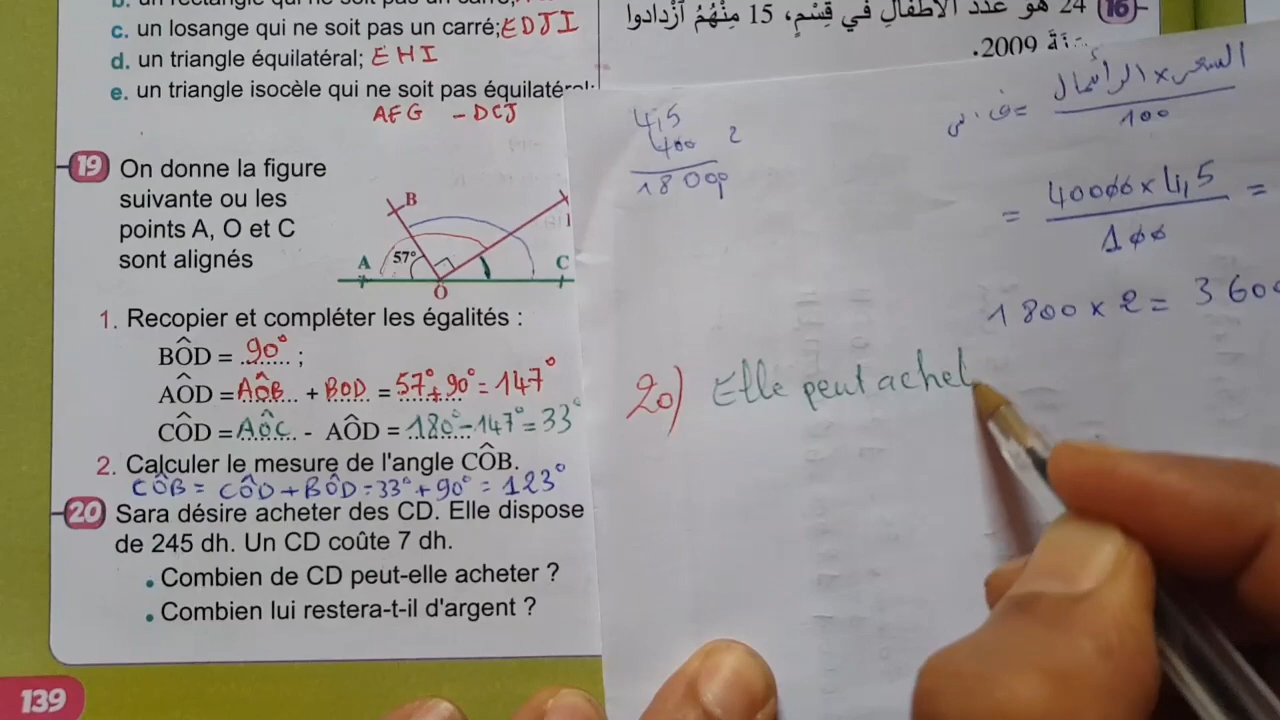 c. un losange qui ne soit pas un carré; EDJI
d. un triangle équilatéral; EHI
e. un triangle isocèle qui ne soit pas équilatéral;
AFG - DCJ
19 On donne la figure
suivante ou les
points A, O et C
sont alignés
B
57°
A
C
O
1. Recopier et compléter les égalités :
BÔD = 90° ;
AÔD = AÔB + BOD = 57° + 90° = 147°
CÔD = AÔC - AÔD = 180° - 147° = 33°
2. Calculer le mesure de l'angle CÔB.
CÔB = CÔD + BÔD = 33° + 90° = 123°
20 Sara désire acheter des CD. Elle dispose
de 245 dh. Un CD coûte 7 dh.
• Combien de CD peut-elle acheter ?
• Combien lui restera-t-il d'argent ?
139
16 - 24 هو عدد الأطفال في قِسْمٍ، 15 مِنْهُمُ ٱزْدادوا
2009.
4,5
400 2
1800
السعر × الرأسمال
100
= 40000 × 4,5 =
100
1800 × 2 = 3600
20) Elle peut achet